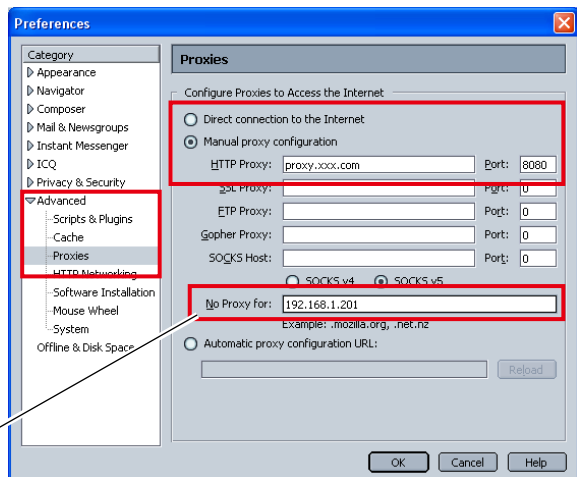 Preferences
Category
Appearance
Navigator
Composer
Mail & Newsgroups
Instant Messenger
ICQ
Privacy & Security
Advanced
Scripts & Plugins
Cache
Proxies
HTTP Networking
Software Installation
Mouse Wheel
System
Offline & Disk Space
Proxies
Configure Proxies to Access the Internet
Direct connection to the Internet
Manual proxy configuration
HTTP Proxy: proxy.xxx.com Port: 8080
SSL Proxy: Port: 0
FTP Proxy: Port: 0
Gopher Proxy: Port: 0
SOCKS Host: Port: 0
SOCKS v4 SOCKS v5
No Proxy for: 192.168.1.201
Example: .mozilla.org, .net.nz
Automatic proxy configuration URL:
Reload
OK Cancel Help